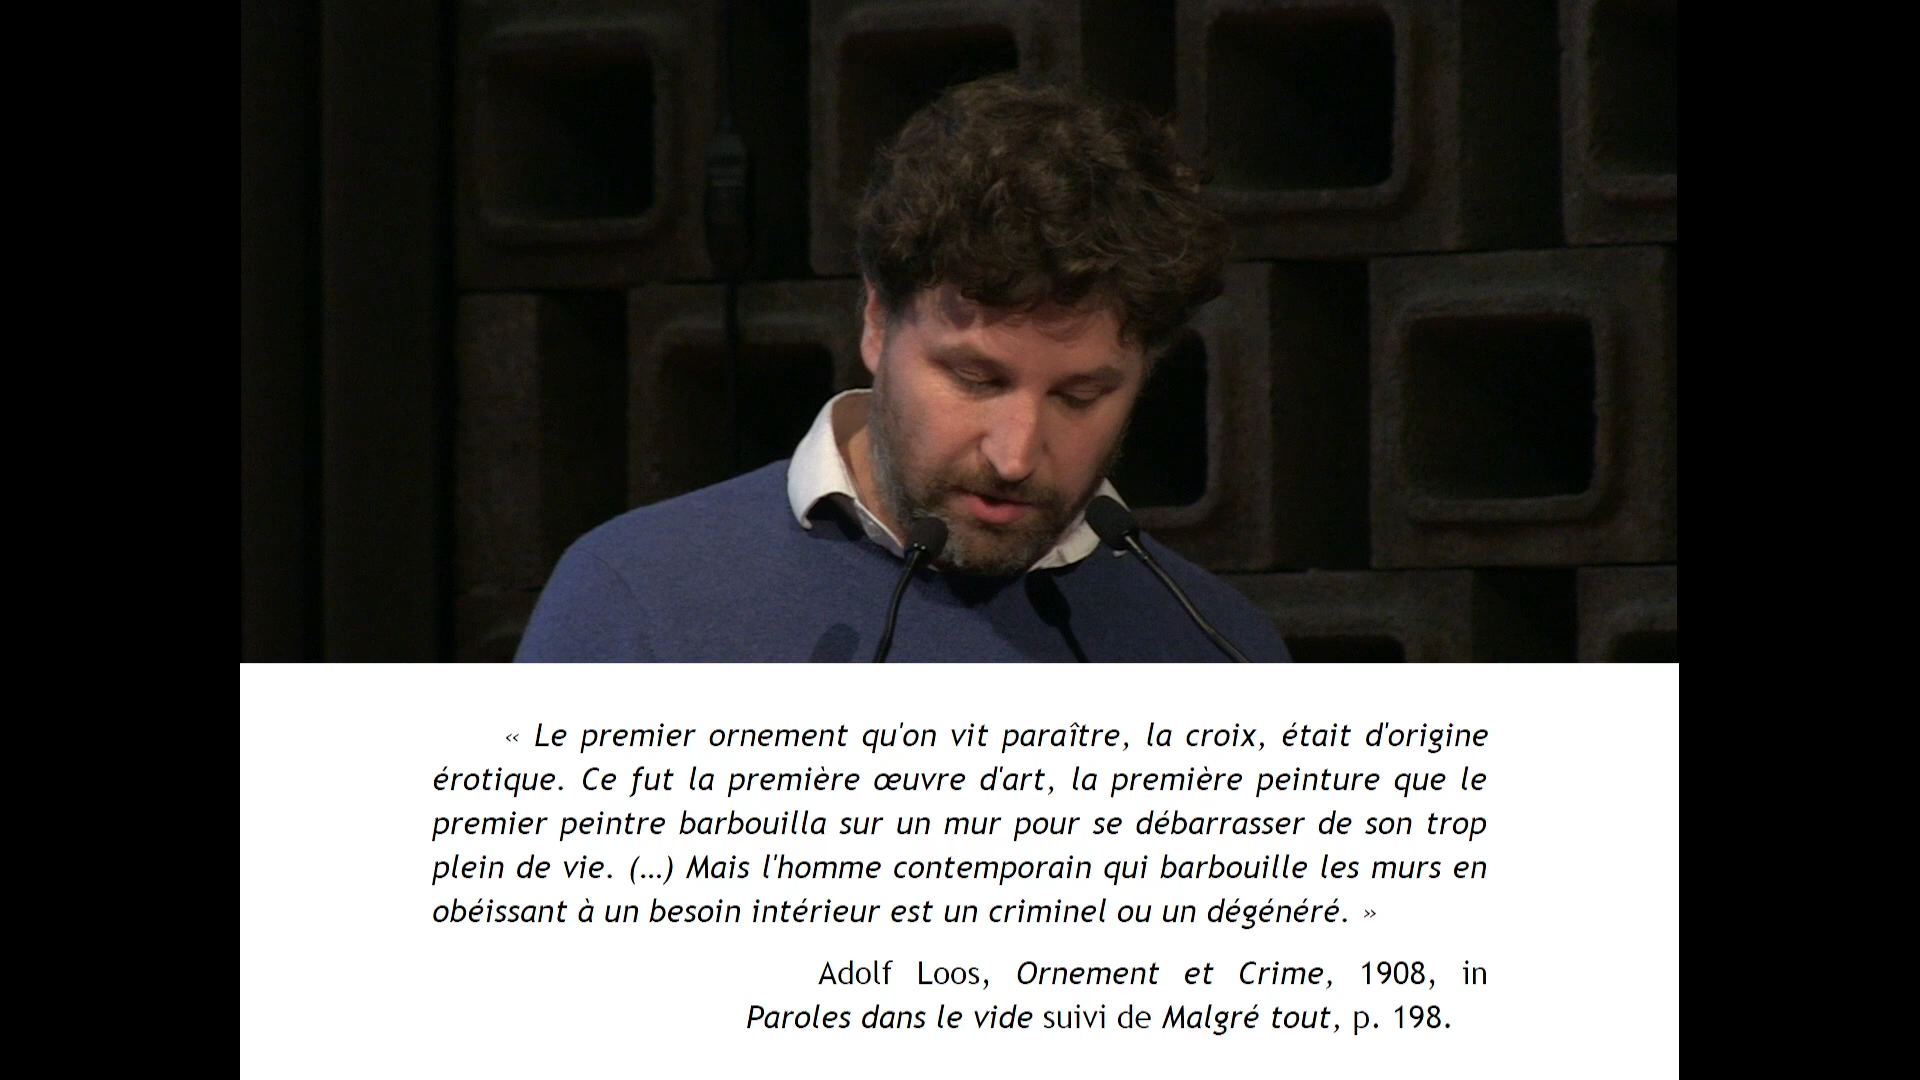 « Le premier ornement qu'on vit paraître, la croix, était d'origine
érotique. Ce fut la première œuvre d'art, la première peinture que le
premier peintre barbouilla sur un mur pour se débarrasser de son trop
plein de vie. (…) Mais l'homme contemporain qui barbouille les murs en
obéissant à un besoin intérieur est un criminel ou un dégénéré. »
Adolf Loos, Ornement et Crime, 1908, in
Paroles dans le vide suivi de Malgré tout, p. 198.